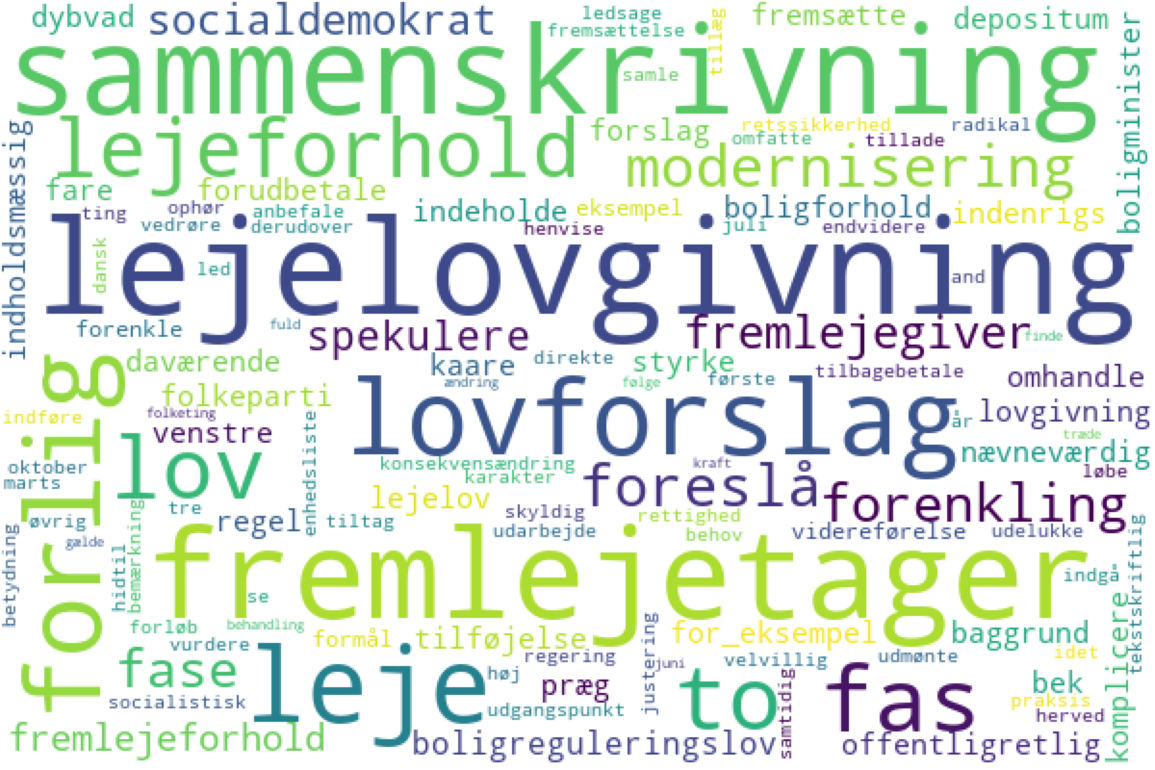 dybvad
socialdemokrat
ledsage
fremsættelse
tillæg
fremsætte
depositum
boligminister
sammenskrivning
samle
lejeforhold
forslag
retssikkerhed
radikal
omfatte
tillade
modernisering
indholdsmæssig
fare
forudbetale
ting
ophør
anbefale
vedrøre
derudover
indeholde
eksempel
henvise
boligforhold
juli
endvidere
indenrigs
lejelovgivning
dansk
led
and
forenkle
fuld
spekulere
fremlejegiver
finde
forlig
daværende
kaare
direkte
styrke
tilbagebetale
omhandle
folkeparti
ændring
følge
første
lovforslag
år
lovgivning
indføre
folketing
venstre
enhedsliste
træde
nævneværdig
oktober
marts
lov
konsekvensændring
karakter
kraft
løbe
lejelov
foreslå
forenkling
øvrig
tre
regel
tiltag
skyldig
udarbejde
rettighed
behov
videreførelse
udelukke
tekstskriftlig
betydning
gælde
hidtil
bemærkning
fremlejetager
se
indgå
behandling
forløb
vurdere
formål
tilføjelse
justering
for_eksempel
baggrund
komplicere
idet
fase
leje
høj
regering
juni
velvillig
udmønte
præg
to
samtidig
fas
bek
praksis
herved
socialistisk
udgangspunkt
fremlejeforhold
boligreguleringslov
offentligretlig